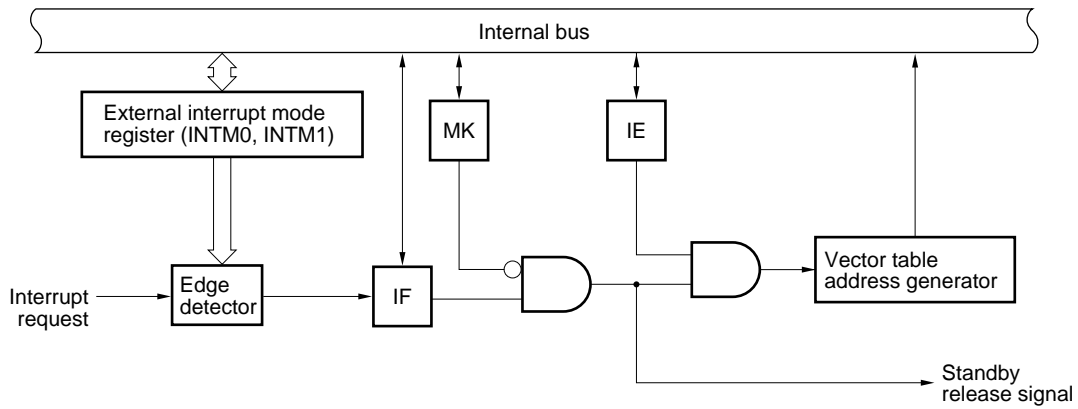 Internal bus
External interrupt mode
register (INTM0, INTM1)
MK
IE
Interrupt
request
Edge
detector
IF
Vector table
address generator
Standby
release signal